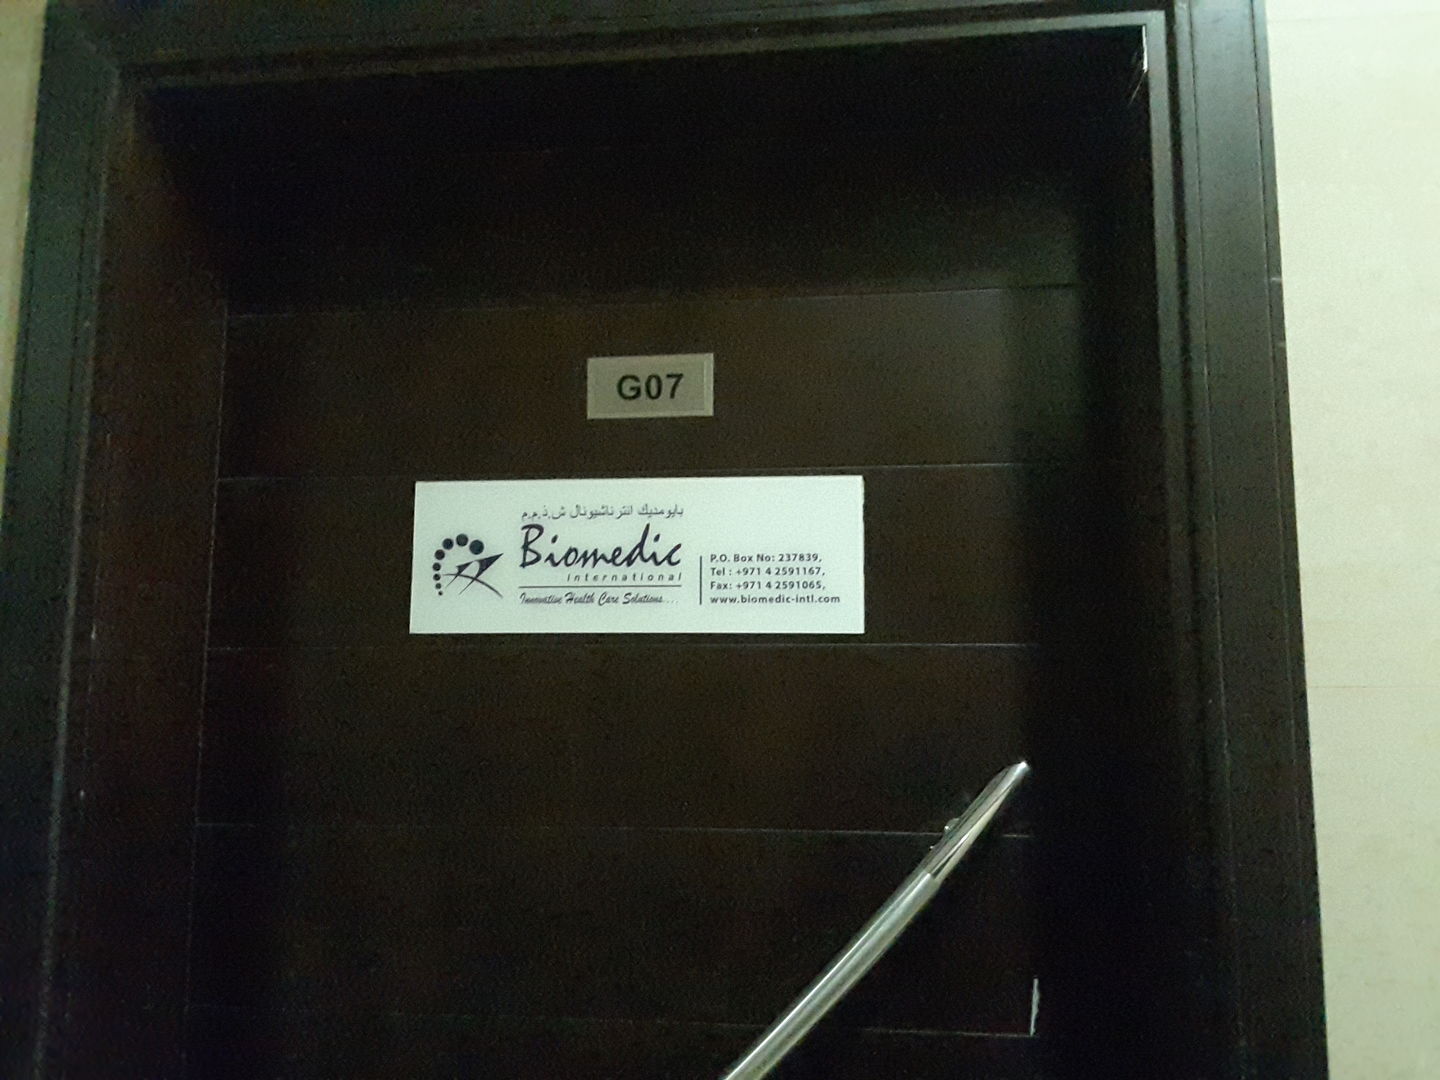 G07
بايومديك انترناشيونال ش.ذ.م.م
Biomedic
international
Innovative Health Care Solutions....
P.O. Box No: 237839,
Tel : +971 4 2591167,
Fax: +971 4 2591065,
www.biomedic-intl.com